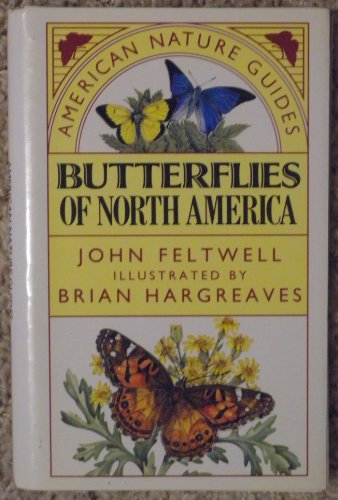 AMERICAN NATURE GUIDES
BUTTERFLIES
OF NORTH AMERICA
JOHN FELTWELL
ILLUSTRATED BY
BRIAN HARGREAVES